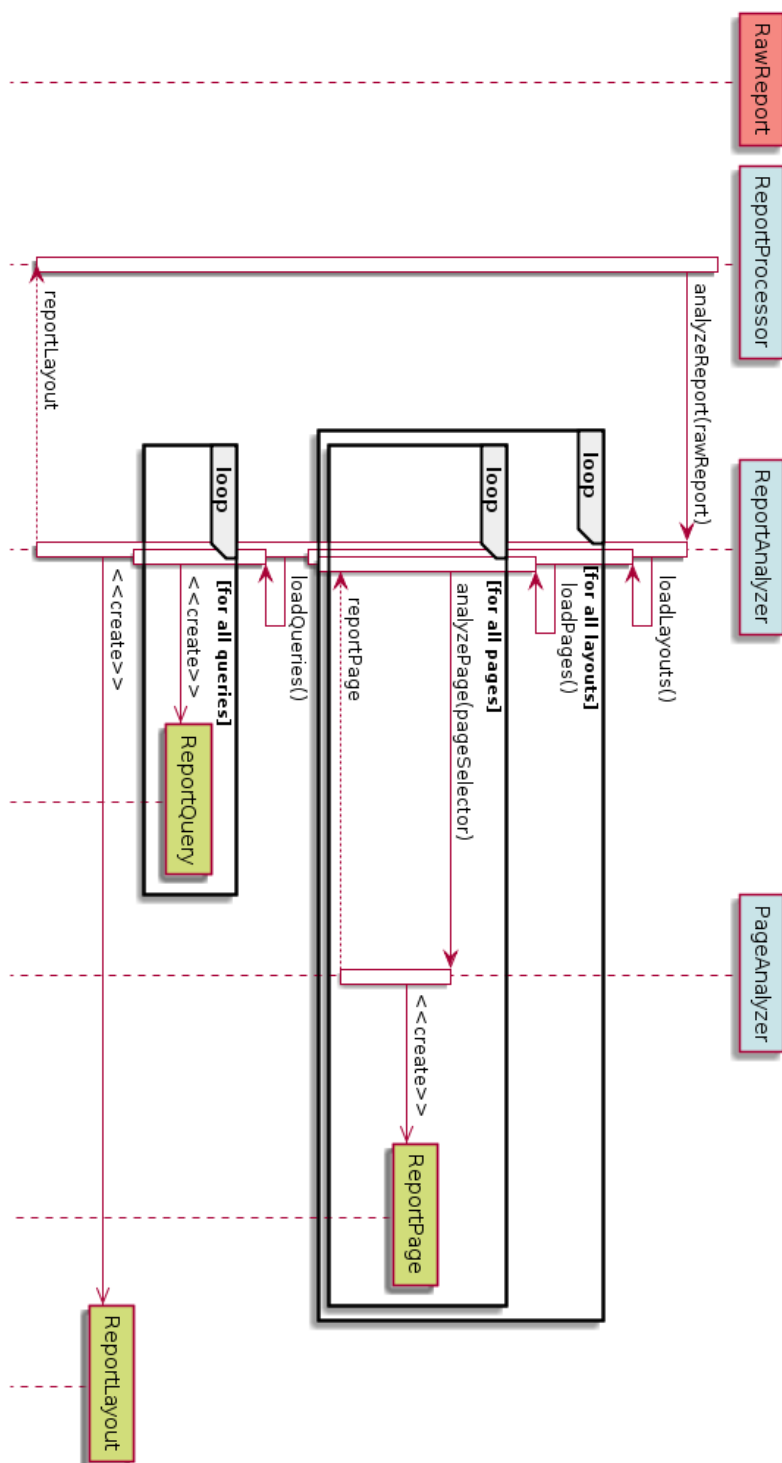 RawReport
ReportProcessor
ReportAnalyzer
PageAnalyzer
analyzeReport(rawReport)
loadLayouts()
loop
[for all layouts]
loadPages()
loop
[for all pages]
analyzePage(pageSelector)
<<create>>
ReportPage
reportPage
loadQueries()
loop
[for all queries]
<<create>>
ReportQuery
<<create>>
ReportLayout
reportLayout